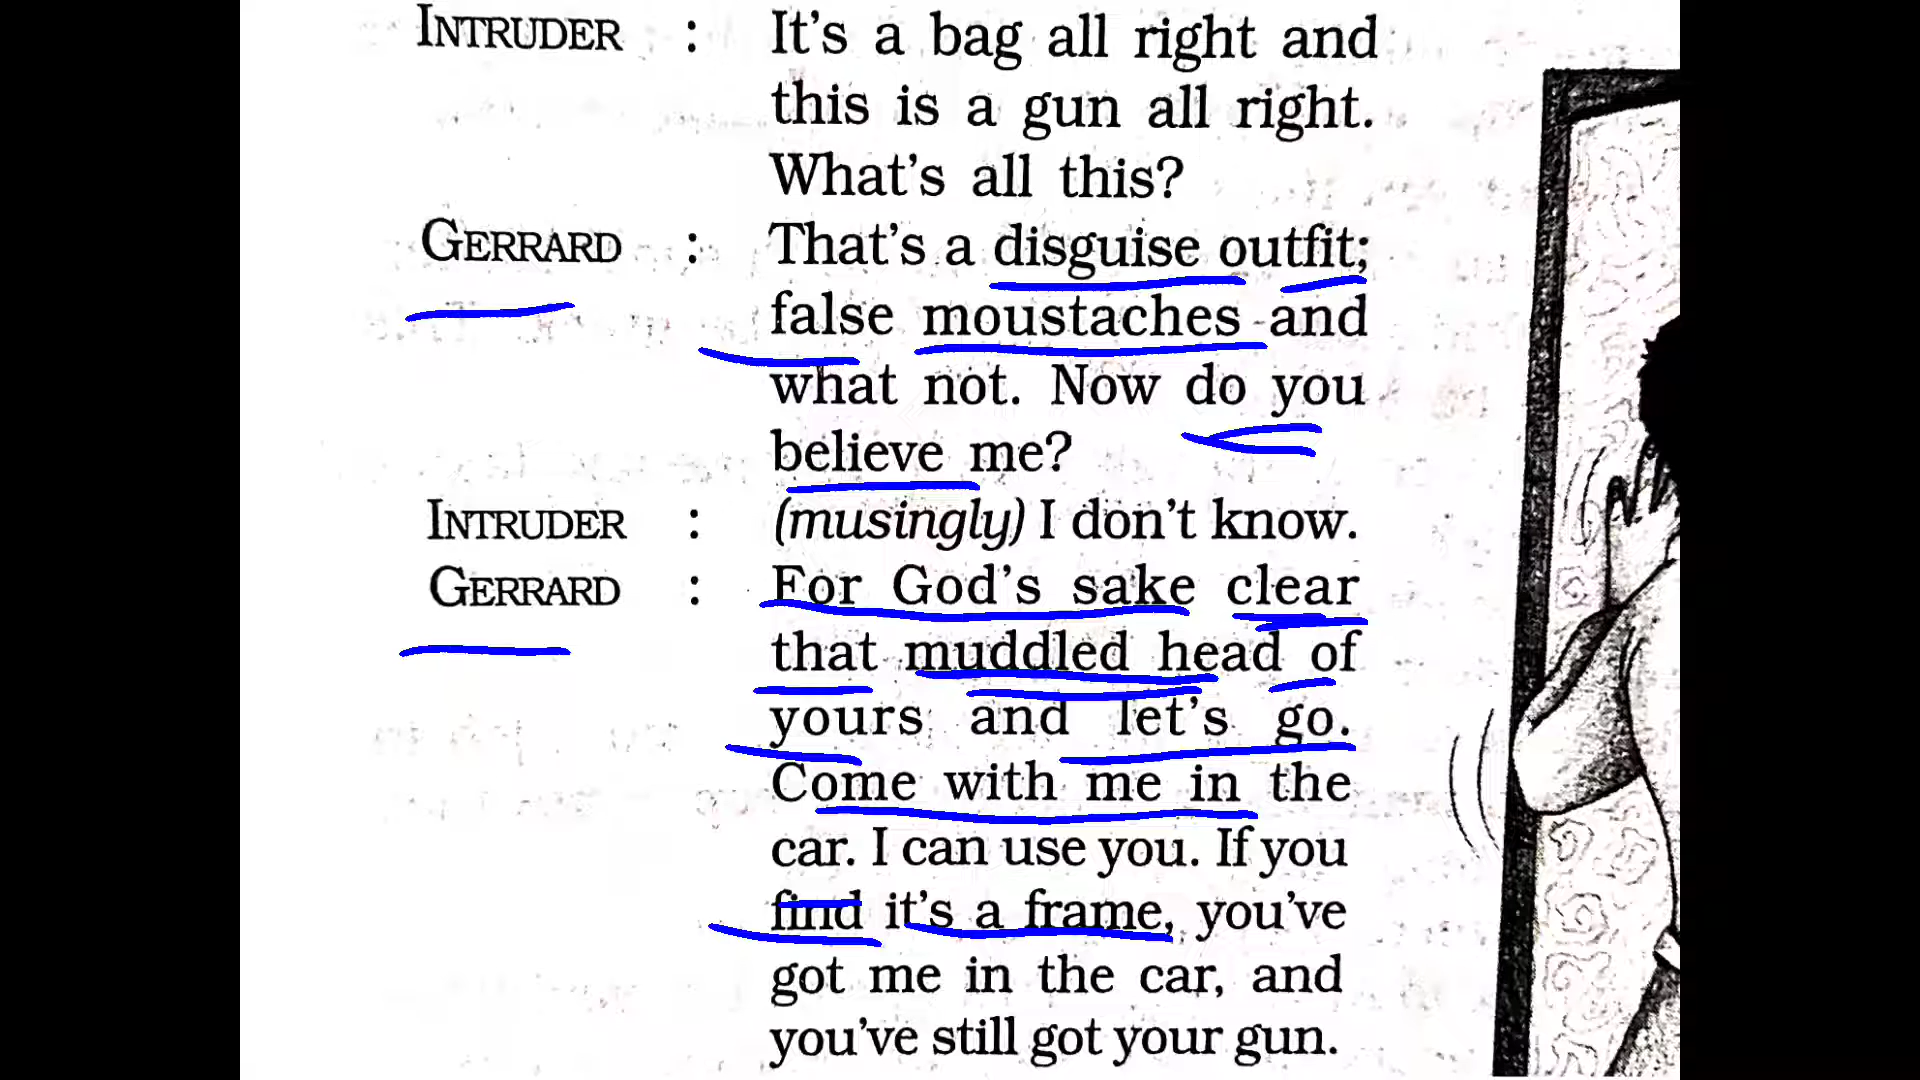 INTRUDER : It's a bag all right and
this is a gun all right.
What's all this?
GERRARD : That's a disguise outfit;
false moustaches and
what not. Now do you
believe me?
INTRUDER : (musingly) I don't know.
GERRARD : For God's sake clear
that muddled head of
yours and let's go.
Come with me in the
car. I can use you. If you
find it's a frame, you've
got me in the car, and
you've still got your gun.